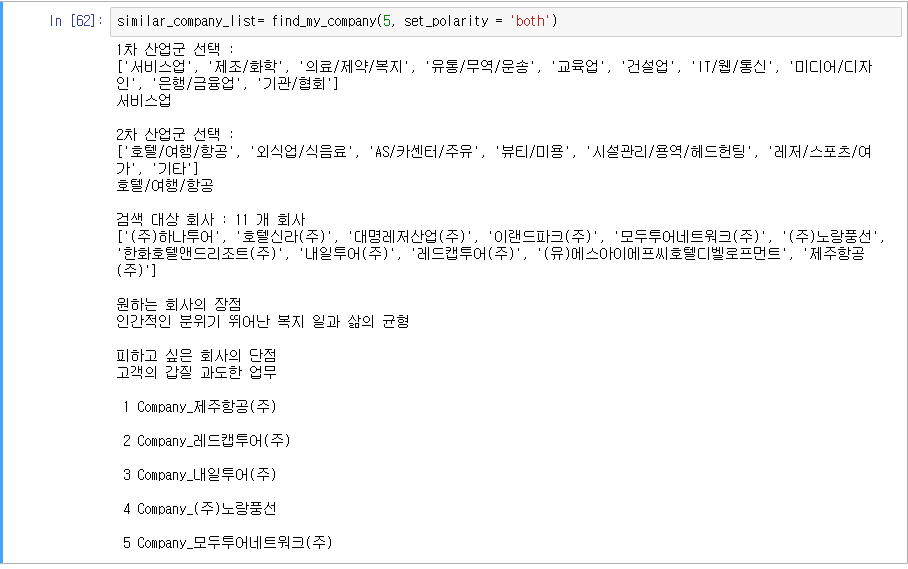 In [62]: similar_company_list= find_my_company(5, set_polarity = 'both')
1차 산업군 선택 :
['서비스업', '제조/화학', '의료/제약/복지', '유통/무역/운송', '교육업', '건설업', 'IT/웹/통신', '미디어/디자
인', '은행/금융업', '기관/협회']
서비스업
2차 산업군 선택 :
['호텔/여행/항공', '외식업/식음료', 'AS/카센터/주유', '뷰티/미용', '시설관리/용역/헤드헌팅', '레저/스포츠/여
가', '기타']
호텔/여행/항공
검색 대상 회사 : 11 개 회사
['(주)하나투어', '호텔신라(주)', '대명레저산업(주)', '이랜드파크(주)', '모두투어네트워크(주)', '(주)노랑풍선',
'한화호텔앤드리조트(주)', '내일투어(주)', '레드캡투어(주)', '(유)에스아이에프씨호텔디벨로프먼트', '제주항공
(주)']
원하는 회사의 장점
인간적인 분위기 뛰어난 복지 일과 삶의 균형
피하고 싶은 회사의 단점
고객의 갑질 과도한 업무
1 Company_제주항공(주)
2 Company_레드캡투어(주)
3 Company_내일투어(주)
4 Company_(주)노랑풍선
5 Company_모두투어네트워크(주)